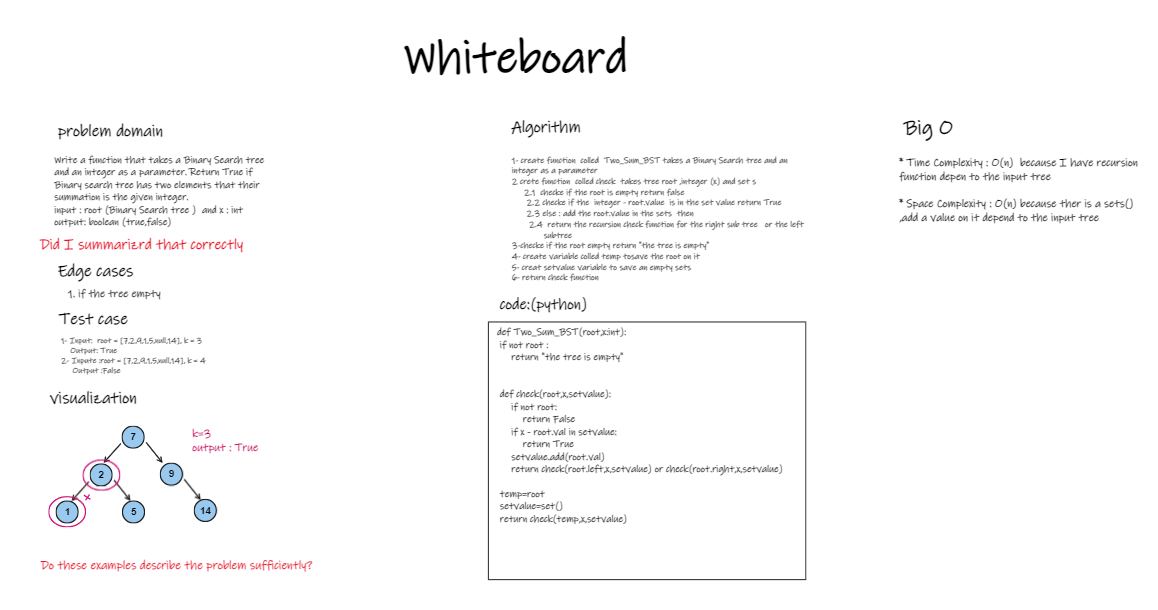 Whiteboard
problem domain
Write a function that takes a Binary Search tree
and an integer as a parameter. Return True if
Binary search tree has two elements that their
summation is the given integer.
input : root (Binary Search tree ) and x : int
output: boolean (true,false)
Did I summarizrd that correctly
Edge cases
1. if the tree empty
Test case
1- Input: root = [7,2,9,1,5,null,14], k = 3
Output: True
2- Inpute :root = [7,2,9,1,5,null,14], k = 4
Output :False
visualization
7
k=3
output : True
2
9
x
1
5
14
Do these examples describe the problem sufficiently?
Algorithm
1- create function colled Two_Sum_BST takes a Binary Search tree and an
integer as a parameter
2 crete function colled check takes tree root ,integer (x) and set s
2.1 checke if the root is empty return false
2.2 checke if the integer - root.value is in the set value return True
2.3 else : add the root.value in the sets then
2.4 return the recursion check function for the right sub tree or the left
subtree
3-checke if the root empty return "the tree is empty"
4- create variable colled temp tosave the root on it
5- creat setvalue variable to save an empty sets
6- return check function
code:(python)
def Two_Sum_BST(root,x:int):
if not root :
return "the tree is empty"
def check(root,x,setvalue):
if not root:
return False
if x - root.val in setvalue:
return True
setvalue.add(root.val)
return check(root.left,x,setvalue) or check(root.right,x,setvalue)
temp=root
setvalue=set()
return check(temp,x,setvalue)
Big O
* Time Complexity : O(n) because I have recursion
function depen to the input tree
* Space Complexity : O(n) because ther is a sets()
,add a value on it depend to the input tree